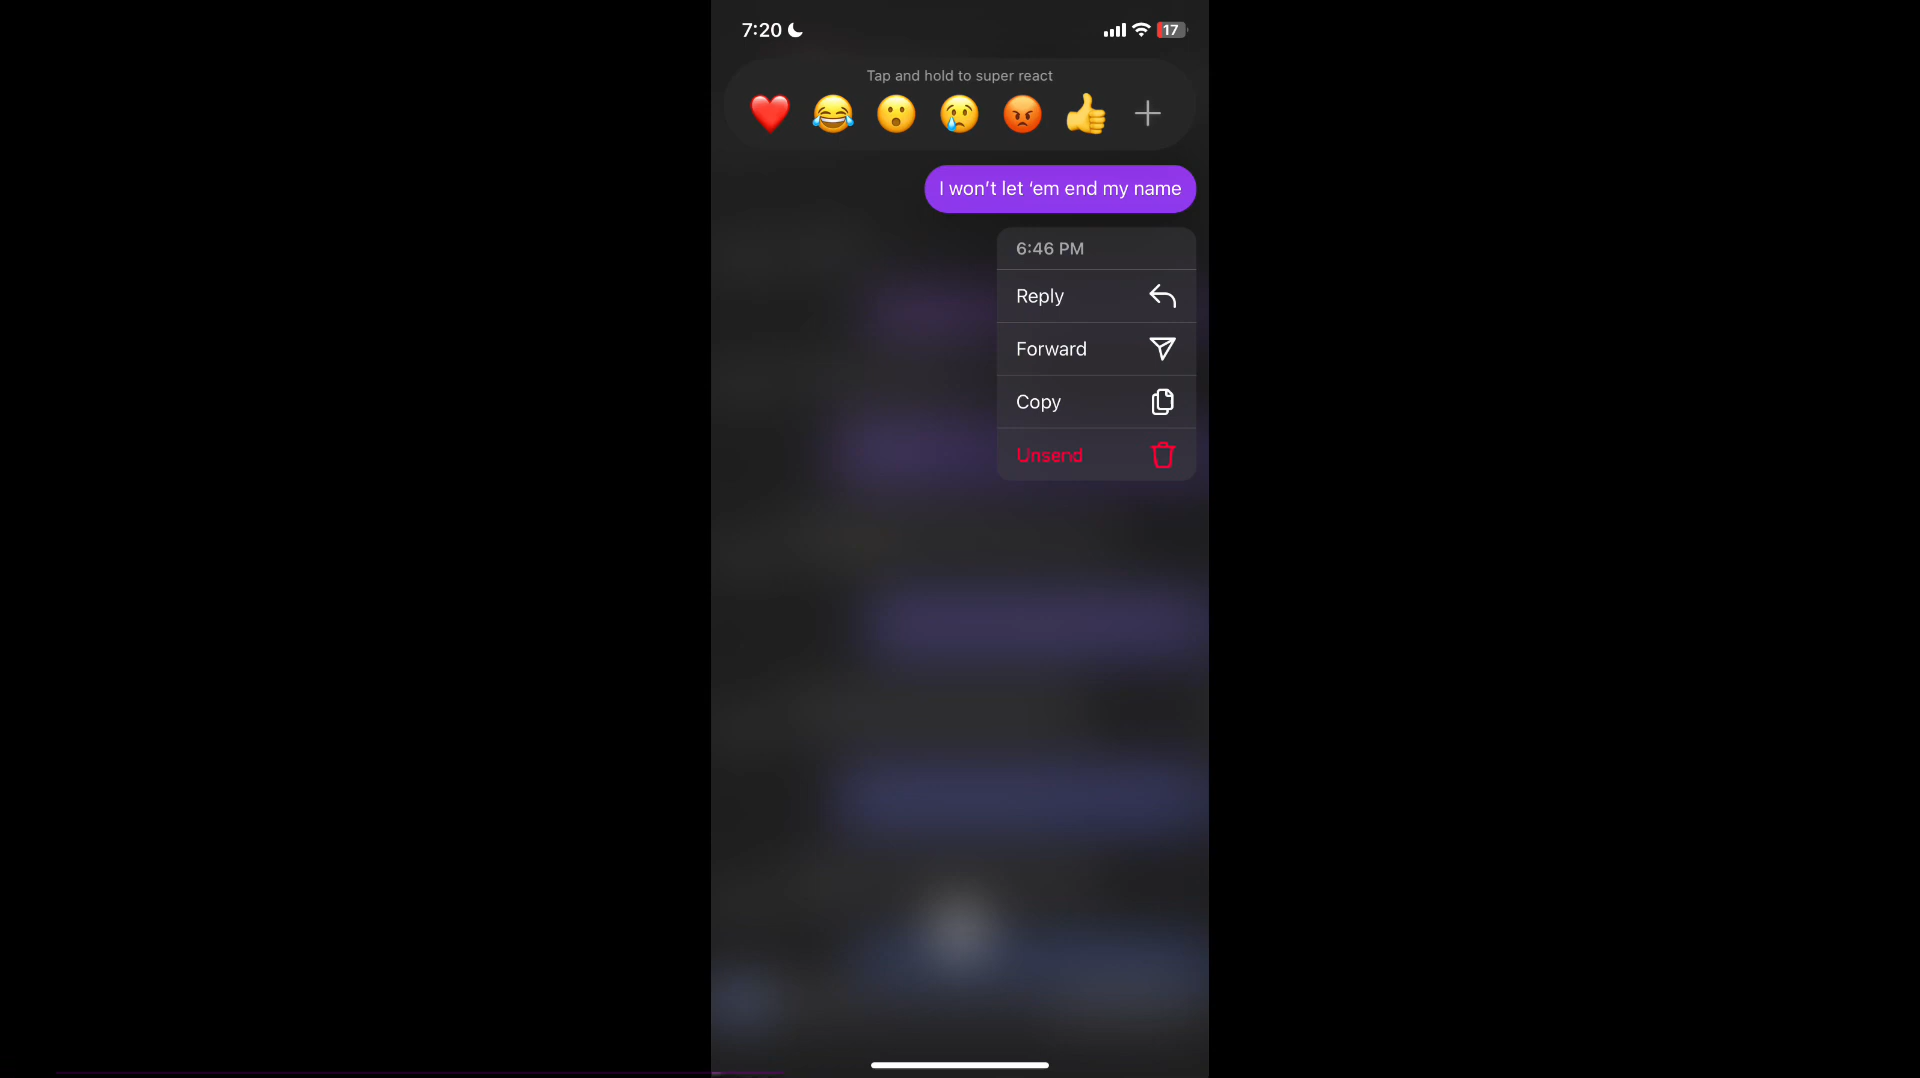 7:20
17
Tap and hold to super react
I won’t let ‘em end my name
6:46 PM
Reply
Forward
Copy
Unsend